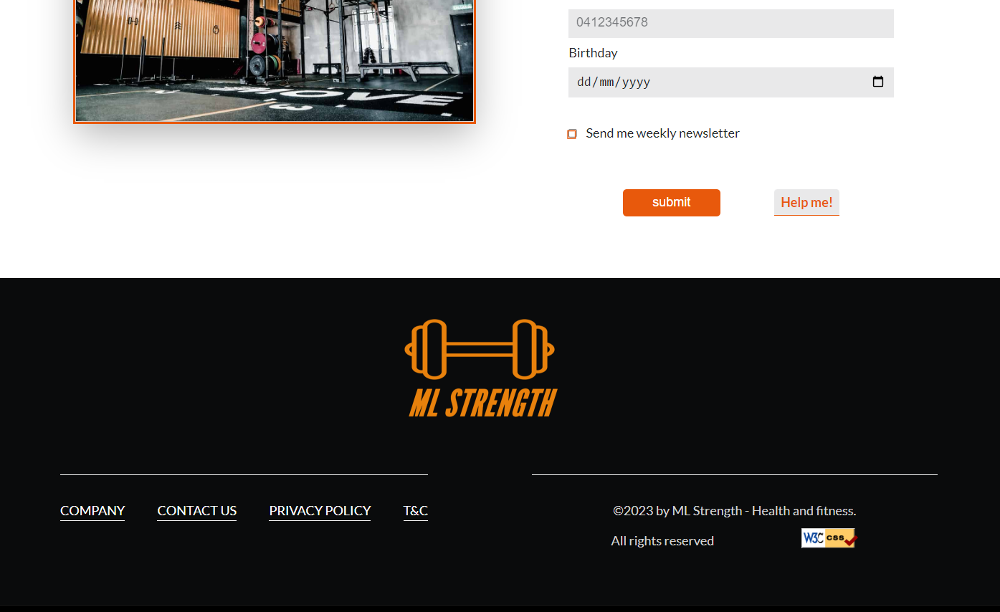 0412345678
Birthday
dd/mm/yyyy
MOVE
Send me weekly newsletter
submit
Help me!
ML STRENGTH
COMPANY
CONTACT US
PRIVACY POLICY
T&C
©2023 by ML Strength - Health and fitness.
All rights reserved
W3C css